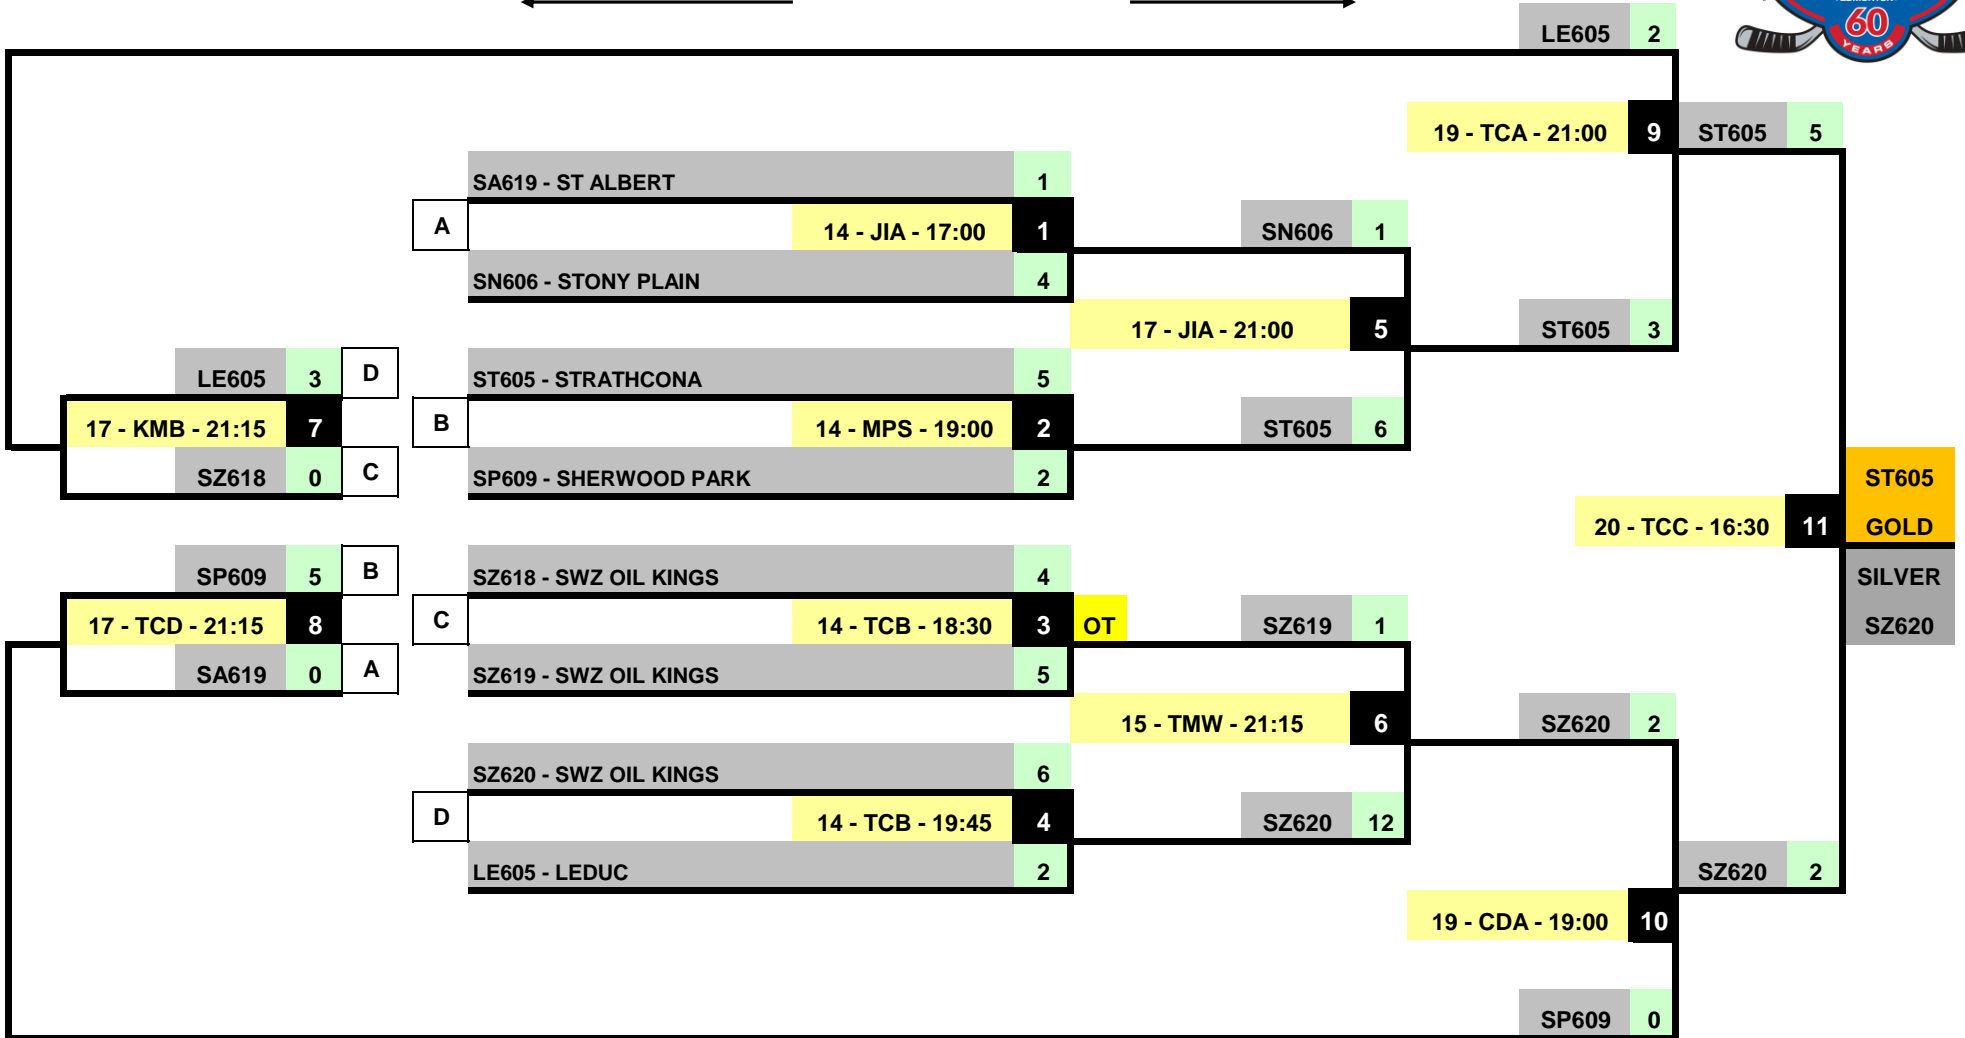 LE605 2
60
YEARS
19 - TCA - 21:00 9 ST605 5
SA619 - ST ALBERT 1
A 14 - JIA - 17:00 1 SN606 1
SN606 - STONY PLAIN 4
17 - JIA - 21:00 5 ST605 3
LE605 3 D ST605 - STRATHCONA 5
17 - KMB - 21:15 7 B 14 - MPS - 19:00 2 ST605 6
SZ618 0 C SP609 - SHERWOOD PARK 2 ST605
20 - TCC - 16:30 11 GOLD
SP609 5 B SZ618 - SWZ OIL KINGS 4 SILVER
17 - TCD - 21:15 8 C 14 - TCB - 18:30 3 OT SZ619 1 SZ620
SA619 0 A SZ619 - SWZ OIL KINGS 5
15 - TMW - 21:15 6 SZ620 2
SZ620 - SWZ OIL KINGS 6
D 14 - TCB - 19:45 4 SZ620 12
LE605 - LEDUC 2 SZ620 2
19 - CDA - 19:00 10
SP609 0